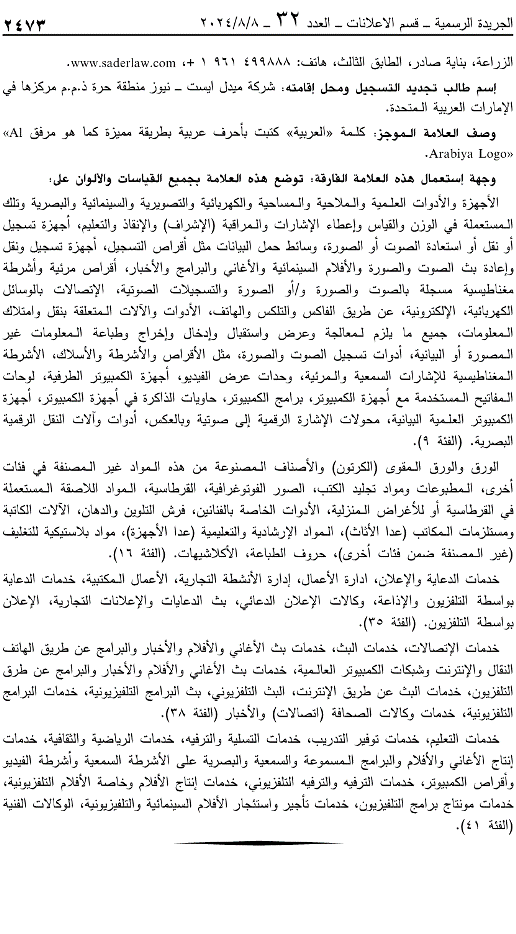 الجريدة الرسمية ــ قسم الاعلانات ــ العدد ٣٢ ــ ٢٠٢٤/٨/٨ ٢٤٧٣
الزراعة، بناية صادر، الطابق الثالث، هاتف: ٤٩٩٨٨٨ ٩٦١ ١ +، www.saderlaw.com.
إسم طالب تجديد التسجيل ومحل إقامته: شركة ميدل ايست ــ نيوز منطقة حرة ذ.م.م مركزها في
الإمارات العربية المتحدة.
وصف العلامة الموجز: كلمة «العربية» كتبت بأحرف عربية بطريقة مميزة كما هو مرفق «Al
Arabiya Logo».
وجهة إستعمال هذه العلامة الفارقة: توضع هذه العلامة بجميع القياسات والألوان على:
الأجهزة والأدوات العلمية والملاحية والمساحية والكهربائية والتصويرية والسينمائية والبصرية وتلك
المستعملة في الوزن والقياس وإعطاء الإشارات والمراقبة (الإشراف) والإنقاذ والتعليم، أجهزة تسجيل
أو نقل أو استعادة الصوت أو الصورة، وسائط حمل البيانات مثل أقراص التسجيل، أجهزة تسجيل ونقل
وإعادة بث الصوت والصورة والأفلام السينمائية والأغاني والبرامج والأخبار، أقراص مرئية وأشرطة
مغناطيسية مسجلة بالصوت والصورة و/أو الصورة والتسجيلات الصوتية، الإتصالات بالوسائل
الكهربائية، الإلكترونية، عن طريق الفاكس والتلكس والهاتف، الأدوات والآلات المتعلقة بنقل وامتلاك
المعلومات، جميع ما يلزم لمعالجة وعرض واستقبال وإدخال وإخراج وطباعة المعلومات غير
المصورة أو البيانية، أدوات تسجيل الصوت والصورة، مثل الأقراص والأشرطة والأسلاك، الأشرطة
المغناطيسية للإشارات السمعية والمرئية، وحدات عرض الفيديو، أجهزة الكمبيوتر الطرفية، لوحات
المفاتيح المستخدمة مع أجهزة الكمبيوتر، برامج الكمبيوتر، حاويات الذاكرة في أجهزة الكمبيوتر، أجهزة
الكمبيوتر العلمية البيانية، محولات الإشارة الرقمية إلى صوتية وبالعكس، أدوات وآلات النقل الرقمية
البصرية. (الفئة ٩).
الورق والورق المقوى (الكرتون) والأصناف المصنوعة من هذه المواد غير المصنفة في فئات
أخرى، المطبوعات ومواد تجليد الكتب، الصور الفوتوغرافية، القرطاسية، المواد اللاصقة المستعملة
في القرطاسية أو للأغراض المنزلية، الأدوات الخاصة بالفنانين، فرش التلوين والدهان، الآلات الكاتبة
ومستلزمات المكاتب (عدا الأثاث)، المواد الإرشادية والتعليمية (عدا الأجهزة)، مواد بلاستيكية للتغليف
(غير المصنفة ضمن فئات أخرى)، حروف الطباعة، الأكلاشيهات. (الفئة ١٦).
خدمات الدعاية والإعلان، ادارة الأعمال، إدارة الأنشطة التجارية، الأعمال المكتبية، خدمات الدعاية
بواسطة التلفزيون والإذاعة، وكالات الإعلان الدعائي، بث الدعايات والإعلانات التجارية، الإعلان
بواسطة التلفزيون. (الفئة ٣٥).
خدمات الإتصالات، خدمات البث، خدمات بث الأغاني والأفلام والأخبار والبرامج عن طريق الهاتف
النقال والإنترنت وشبكات الكمبيوتر العالمية، خدمات بث الأغاني والأفلام والأخبار والبرامج عن طرق
التلفزيون، خدمات البث عن طريق الإنترنت، البث التلفزيوني، بث البرامج التلفيزيونية، خدمات البرامج
التلفزيونية، خدمات وكالات الصحافة (اتصالات) والأخبار (الفئة ٣٨).
خدمات التعليم، خدمات توفير التدريب، خدمات التسلية والترفيه، خدمات الرياضية والثقافية، خدمات
إنتاج الأغاني والأفلام والبرامج المسموعة والسمعية والبصرية على الأشرطة السمعية وأشرطة الفيديو
وأقراص الكمبيوتر، خدمات الترفيه والترفيه التلفزيوني، خدمات إنتاج الأفلام وخاصة الأفلام التلفزيونية،
خدمات مونتاج برامج التلفيزيون، خدمات تأجير واستئجار الأفلام السينمائية والتلفيزيونية، الوكالات الفنية
(الفئة ٤١).